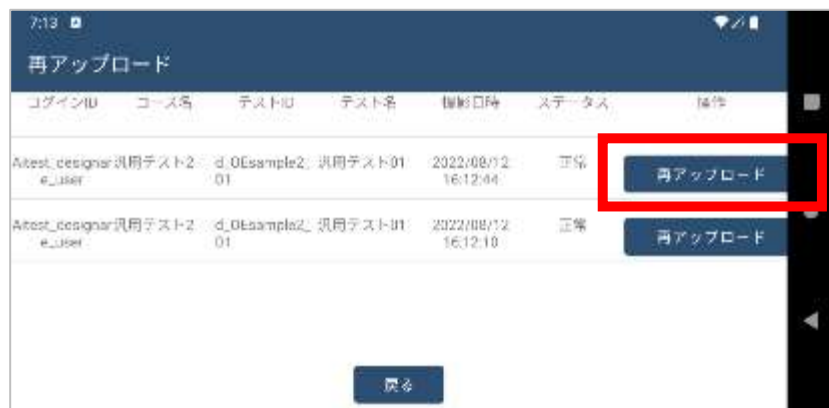 7:13
再アップロード
ログインID コース名 テストID テスト名 撮影日時 ステータス 操作
Aitest_designar 汎用テスト2 d_OEsample2_ 汎用テスト01 2022/08/12 正常 再アップロード
e_user 01 16:12:44
Aitest_designar 汎用テスト2 d_OEsample2_ 汎用テスト01 2022/08/12 正常 再アップロード
e_user 01 16:12:10
戻る